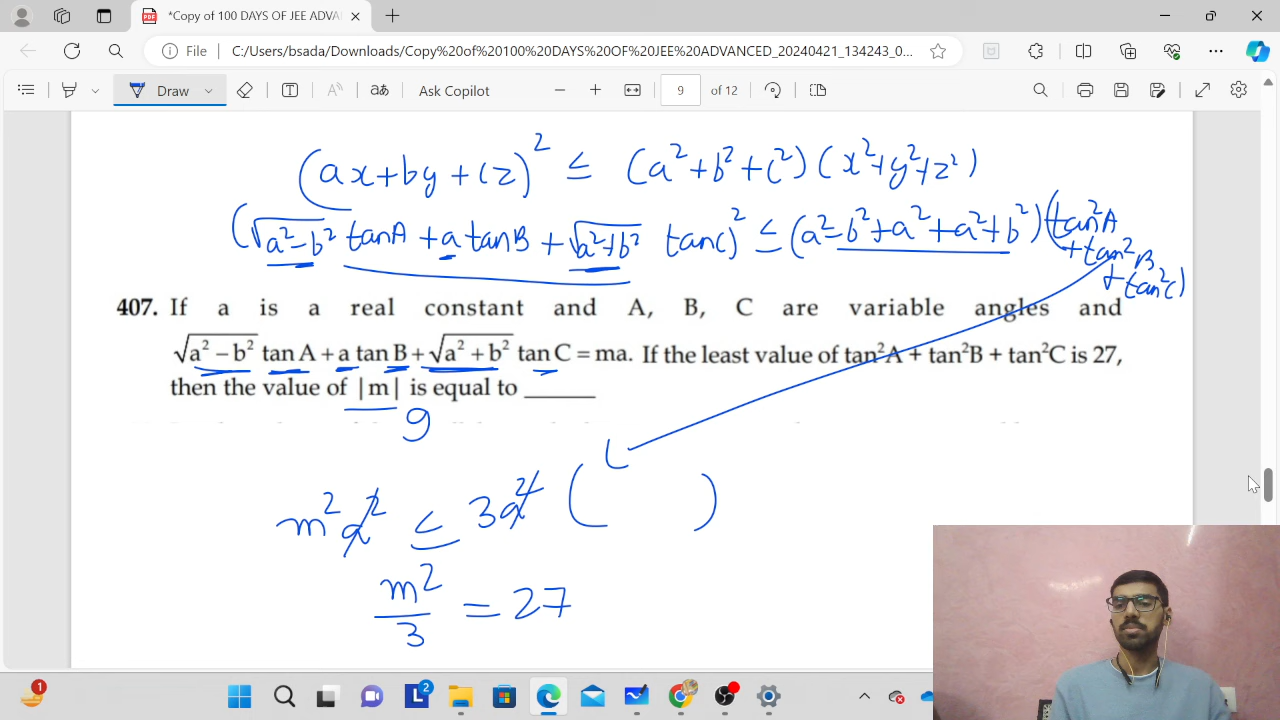 *Copy of 100 DAYS OF JEE ADVA
File
C:/Users/bsada/Downloads/Copy%20of%20100%20DAYS%20OF%20JEE%20ADVANCED_20240421_134243_0...
Draw
aあ
Ask Copilot
9 of 12
(ax+by+cz)² ≤ (a²+b²+c²)(x²+y²+z²)
(√a²-b² tanA + a tanB + √a²+b² tanC)² ≤ (a²-b²+a²+a²+b²)(tan²A
+tan²B
+tan²C)
407. If a is a real constant and A, B, C are variable angles and
√a² − b² tan A + a tan B + √a² + b² tan C = ma. If the least value of tan²A + tan²B + tan²C is 27,
then the value of |m| is equal to ______
9
m²a² ≤ 3a² ( )
m²/3 = 27
1
2